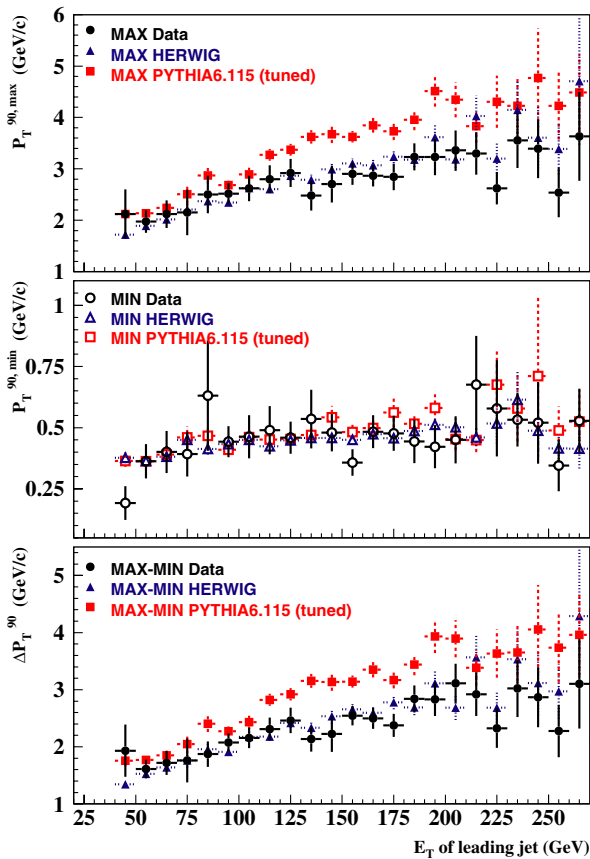 6
5
4
3
2
1
P_T^90, max (GeV/c)
MAX Data
MAX HERWIG
MAX PYTHIA6.115 (tuned)
1
0.75
0.5
0.25
P_T^90, min (GeV/c)
MIN Data
MIN HERWIG
MIN PYTHIA6.115 (tuned)
5
4
3
2
1
ΔP_T^90 (GeV/c)
MAX-MIN Data
MAX-MIN HERWIG
MAX-MIN PYTHIA6.115 (tuned)
25 50 75 100 125 150 175 200 225 250
E_T of leading jet (GeV)